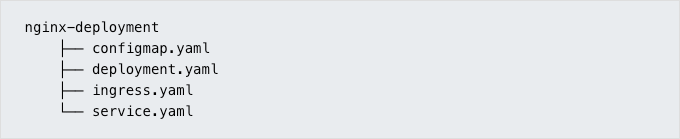 nginx-deployment
    ├── configmap.yaml
    ├── deployment.yaml
    ├── ingress.yaml
    └── service.yaml